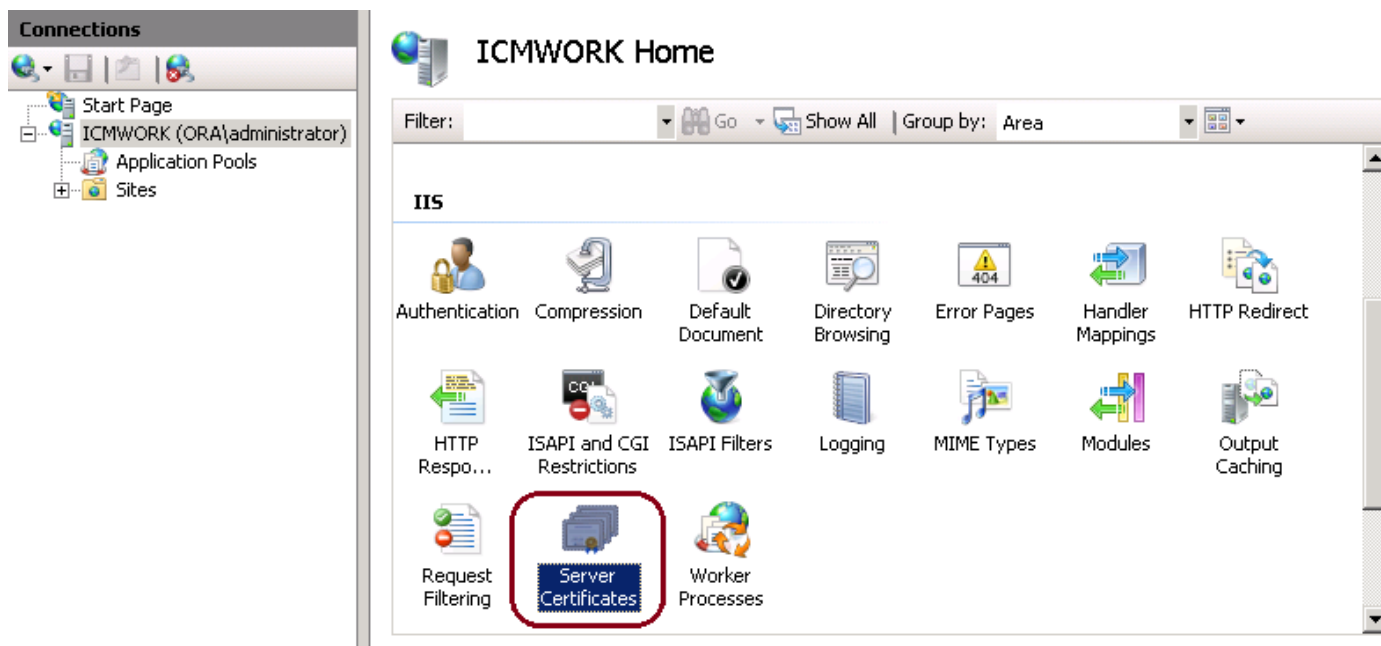 Connections
Start Page
ICMWORK (ORA\administrator)
Application Pools
Sites
ICMWORK Home
Filter: Go Show All Group by: Area
IIS
Authentication Compression Default Document Directory Browsing Error Pages Handler Mappings HTTP Redirect
404
CGI
HTTP Respo... ISAPI and CGI Restrictions ISAPI Filters Logging MIME Types Modules Output Caching
Request Filtering Server Certificates Worker Processes